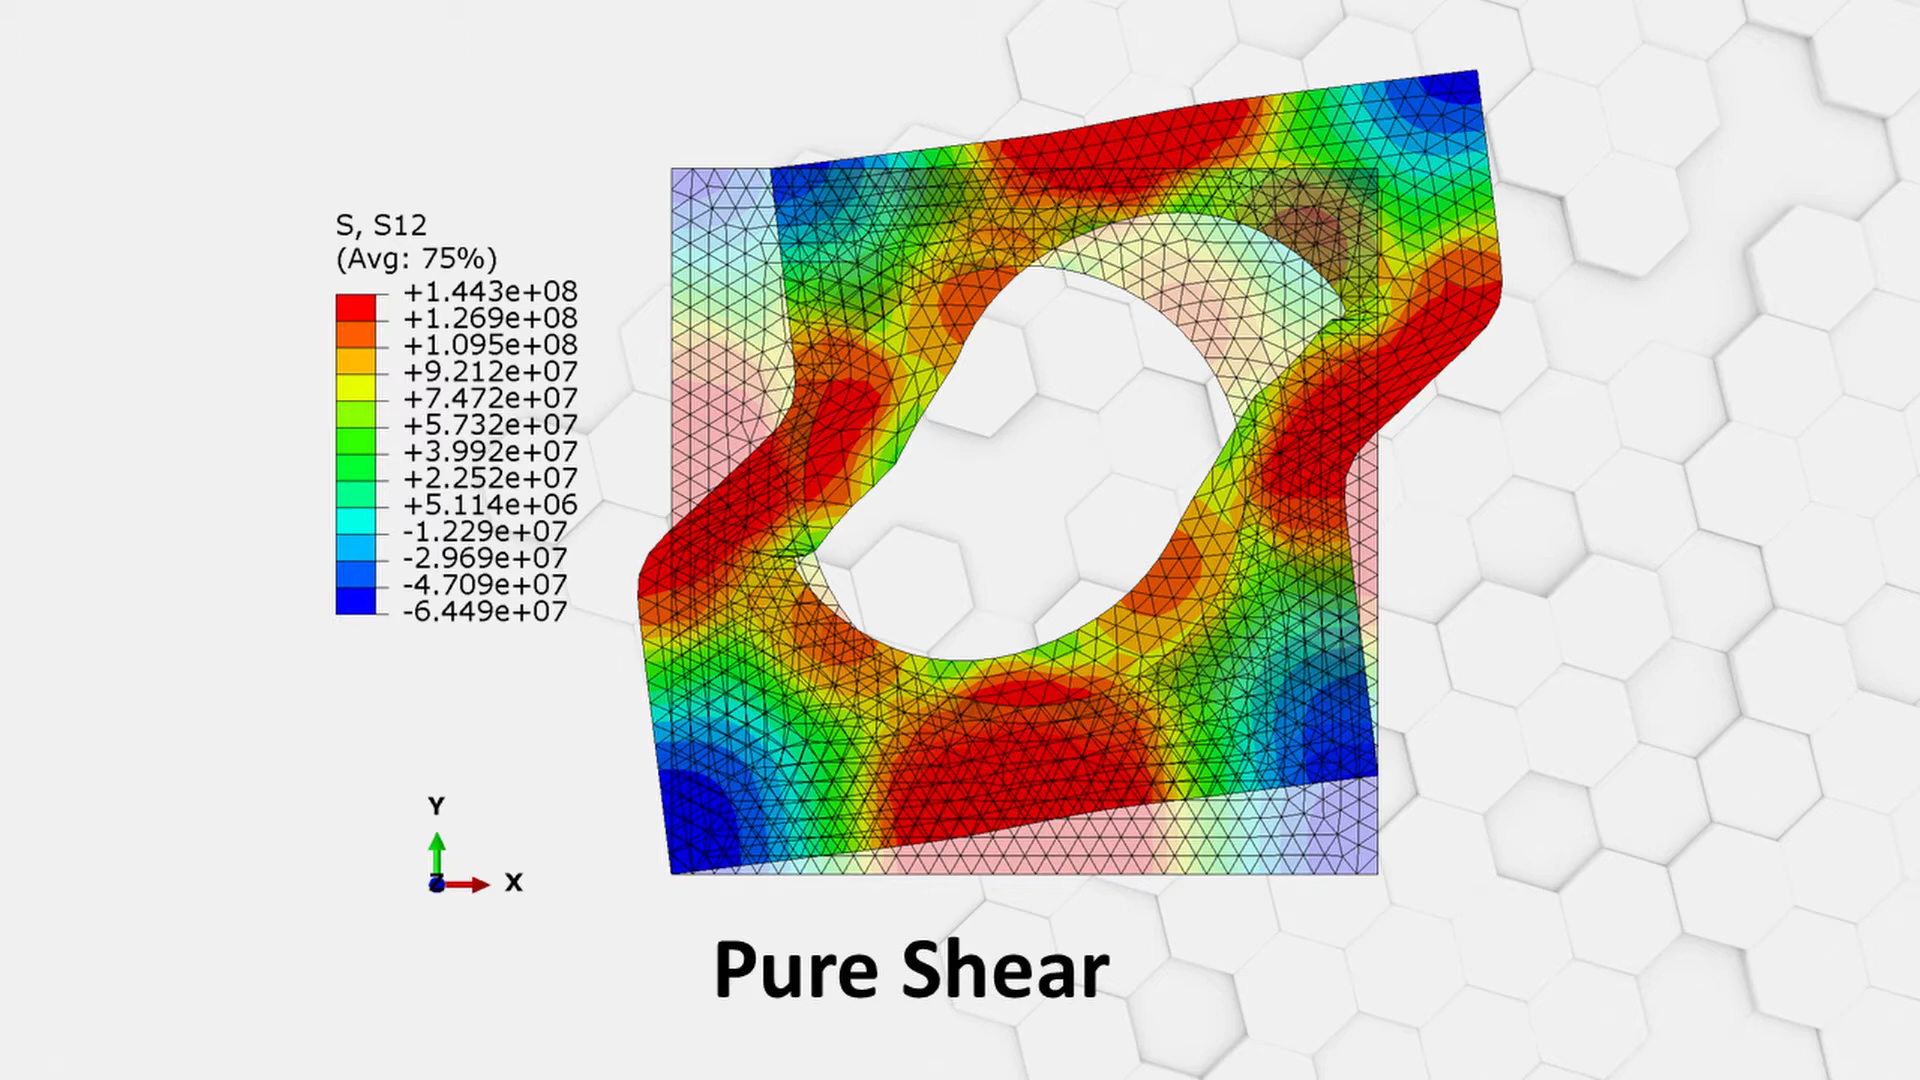 S, S12
(Avg: 75%)
+1.443e+08
+1.269e+08
+1.095e+08
+9.212e+07
+7.472e+07
+5.732e+07
+3.992e+07
+2.252e+07
+5.114e+06
-1.229e+07
-2.969e+07
-4.709e+07
-6.449e+07
Y
Z
X
Pure Shear